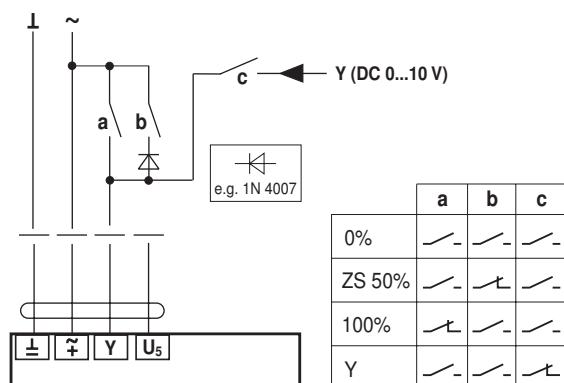 ⊥ ~
c
Y (DC 0...10 V)
a b
e.g. 1N 4007
a b c
0%
ZS 50%
100%
Y
⊥ ~ Y U5